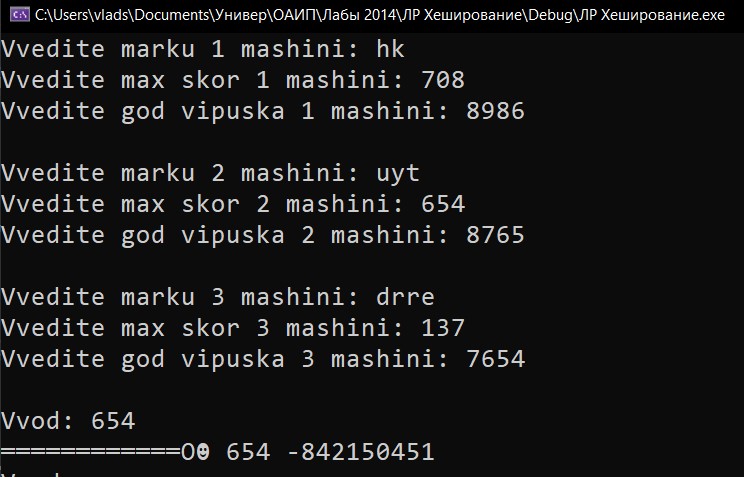 C:\Users\vlads\Documents\Универ\ОАИП\Лабы 2014\ЛР Хеширование\Debug\ЛР Хеширование.exe
Vvedite marku 1 mashini: hk
Vvedite max skor 1 mashini: 708
Vvedite god vipuska 1 mashini: 8986
Vvedite marku 2 mashini: uyt
Vvedite max skor 2 mashini: 654
Vvedite god vipuska 2 mashini: 8765
Vvedite marku 3 mashini: drre
Vvedite max skor 3 mashini: 137
Vvedite god vipuska 3 mashini: 7654
Vvod: 654
════════════ 654 -842150451